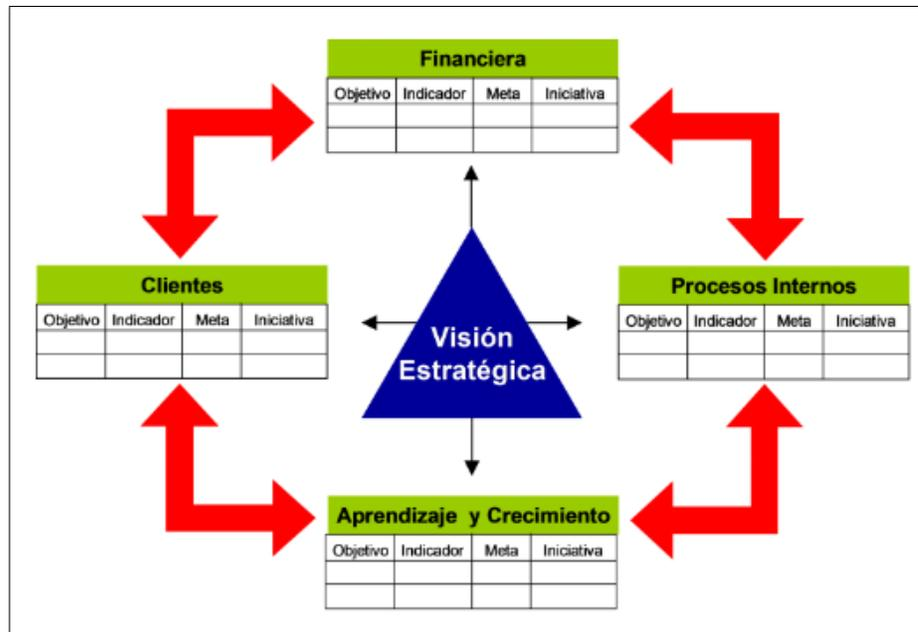 Financiera
Objetivo Indicador Meta Iniciativa
Clientes
Objetivo Indicador Meta Iniciativa
Visión
Estratégica
Procesos Internos
Objetivo Indicador Meta Iniciativa
Aprendizaje y Crecimiento
Objetivo Indicador Meta Iniciativa